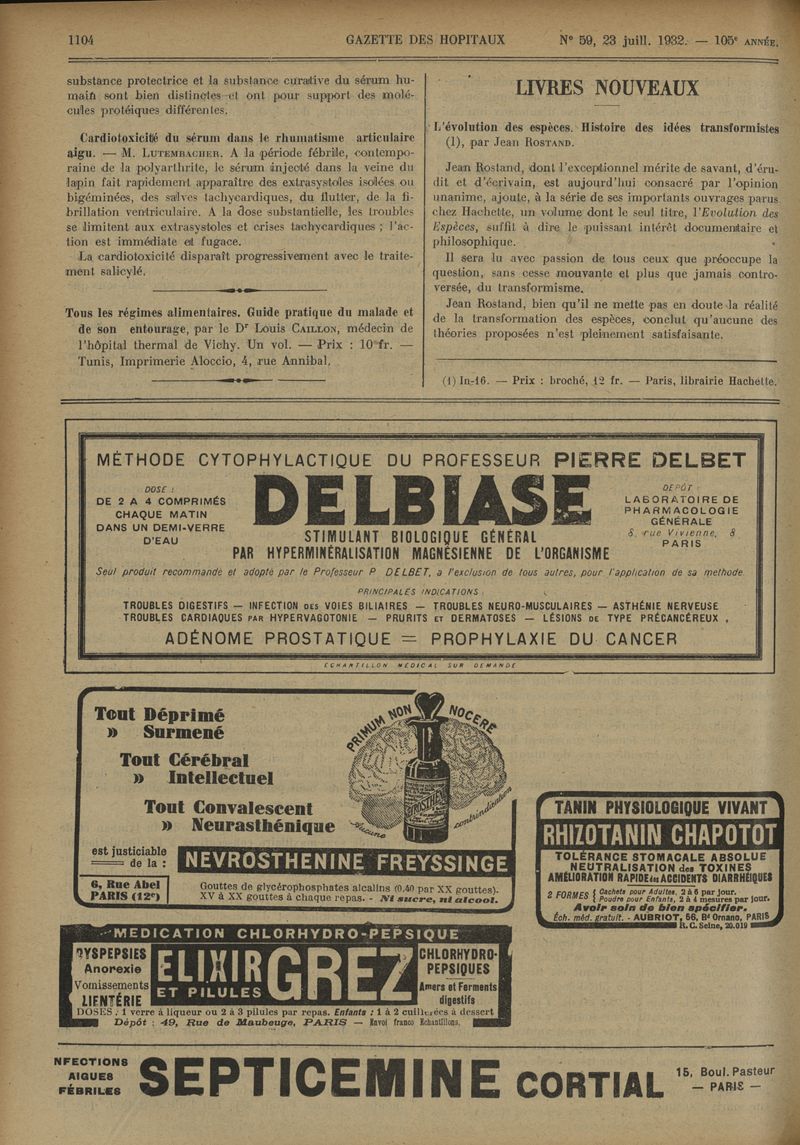 1104 GAZETTE DES HOPITAUX N° 59, 23 juill. 1932. — 105e ANNÉE.
substance protectrice et la substance curative du sérum hu-
main sont bien distinctes et ont pour support des molé-
cules protéiques différentes.
Cardiotoxicité du sérum dans le rhumatisme articulaire
aigu. — M. LUTEMBACHER. A la période fébrile, contempo-
raine de la polyarthrite, le sérum injecté dans la veine du
lapin fait rapidement apparaître des extrasystoles isolées ou
bigéminées, des salves tachycardiques, du flutter, de la fi-
brillation ventriculaire. A la dose substantielle, les troubles
se limitent aux extrasystoles et crises tachycardiques ; l'ac-
tion est immédiate et fugace.
La cardiotoxicité disparaît progressivement avec le traite-
ment salicylé.
Tous les régimes alimentaires. Guide pratique du malade et
de son entourage, par le Dr Louis CAILLON, médecin de
l'hôpital thermal de Vichy. Un vol. — Prix : 10 fr. —
Tunis, Imprimerie Aloccio, 4, rue Annibal.
LIVRES NOUVEAUX
L'évolution des espèces. Histoire des idées transformistes
(1), par Jean ROSTAND.
Jean Rostand, dont l'exceptionnel mérite de savant, d'éru-
dit et d'écrivain, est aujourd'hui consacré par l'opinion
unanime, ajoute, à la série de ses importants ouvrages parus
chez Hachette, un volume dont le seul titre, l'Evolution des
Espèces, suffit à dire le puissant intérêt documentaire et
philosophique.
Il sera lu avec passion de tous ceux que préoccupe la
question, sans cesse mouvante et plus que jamais contro-
versée, du transformisme.
Jean Rostand, bien qu'il ne mette pas en doute la réalité
de la transformation des espèces, conclut qu'aucune des
théories proposées n'est pleinement satisfaisante.
(1) In-16. — Prix : broché, 12 fr. — Paris, librairie Hachette.
MÉTHODE CYTOPHYLACTIQUE DU PROFESSEUR PIERRE DELBET
DOSE :
DE 2 A 4 COMPRIMÉS
CHAQUE MATIN
DANS UN DEMI-VERRE
D'EAU
DELBIASE
STIMULANT BIOLOGIQUE GÉNÉRAL
PAR HYPERMINÉRALISATION MAGNÉSIENNE DE L'ORGANISME
DÉPÔT :
LABORATOIRE DE
PHARMACOLOGIE
GÉNÉRALE
8, rue Vivienne, 8
PARIS
Seul produit recommandé et adopté par le Professeur P. DELBET, à l'exclusion de tous autres, pour l'application de sa méthode.
PRINCIPALES INDICATIONS :
TROUBLES DIGESTIFS — INFECTION DES VOIES BILIAIRES — TROUBLES NEURO-MUSCULAIRES — ASTHÉNIE NERVEUSE
TROUBLES CARDIAQUES PAR HYPERVAGOTONIE — PRURITS ET DERMATOSES — LÉSIONS DE TYPE PRÉCANCÉREUX ,
ADÉNOME PROSTATIQUE = PROPHYLAXIE DU CANCER
ECHANTILLON MÉDICAL SUR DEMANDE
Tout Déprimé
» Surmené
Tout Cérébral
» Intellectuel
Tout Convalescent
» Neurasthénique
PRIMUM NON NOCERE
aucune contrindication
est justiciable
de la :
NEVROSTHENINE FREYSSINGE
6, Rue Abel
PARIS (12e)
Gouttes de glycérophosphates alcalins (0.40 par XX gouttes).
XV à XX gouttes à chaque repas. - Ni sucre, ni alcool.
TANIN PHYSIOLOGIQUE VIVANT
RHIZOTANIN CHAPOTOT
TOLÉRANCE STOMACALE ABSOLUE
NEUTRALISATION des TOXINES
AMÉLIORATION RAPIDE des ACCIDENTS DIARRHÉIQUES
2 FORMES { Cachets pour Adultes, 2 à 6 par jour.
Poudre pour Enfants, 2 à 4 mesures par jour.
Avoir soin de bien spécifier.
Éch. méd. gratuit. - AUBRIOT, 56, Bd Ornano, PARIS
R. C. Seine, 20.019
MEDICATION CHLORHYDRO-PEPSIQUE
DYSPEPSIES
Anorexie
Vomissements
LIENTÉRIE
ELIXIR
ET PILULES
GREZ
CHLORHYDRO-
PEPSIQUES
Amers et Ferments
digestifs
DOSES : 1 verre à liqueur ou 2 à 3 pilules par repas. Enfants : 1 à 2 cuillerées à dessert
Dépôt : 49, Rue de Maubeuge, PARIS — Envoi franco Echantillons.
NFECTIONS
AIGUES
FÉBRILES
SEPTICEMINE CORTIAL
15, Boul. Pasteur
— PARIS —